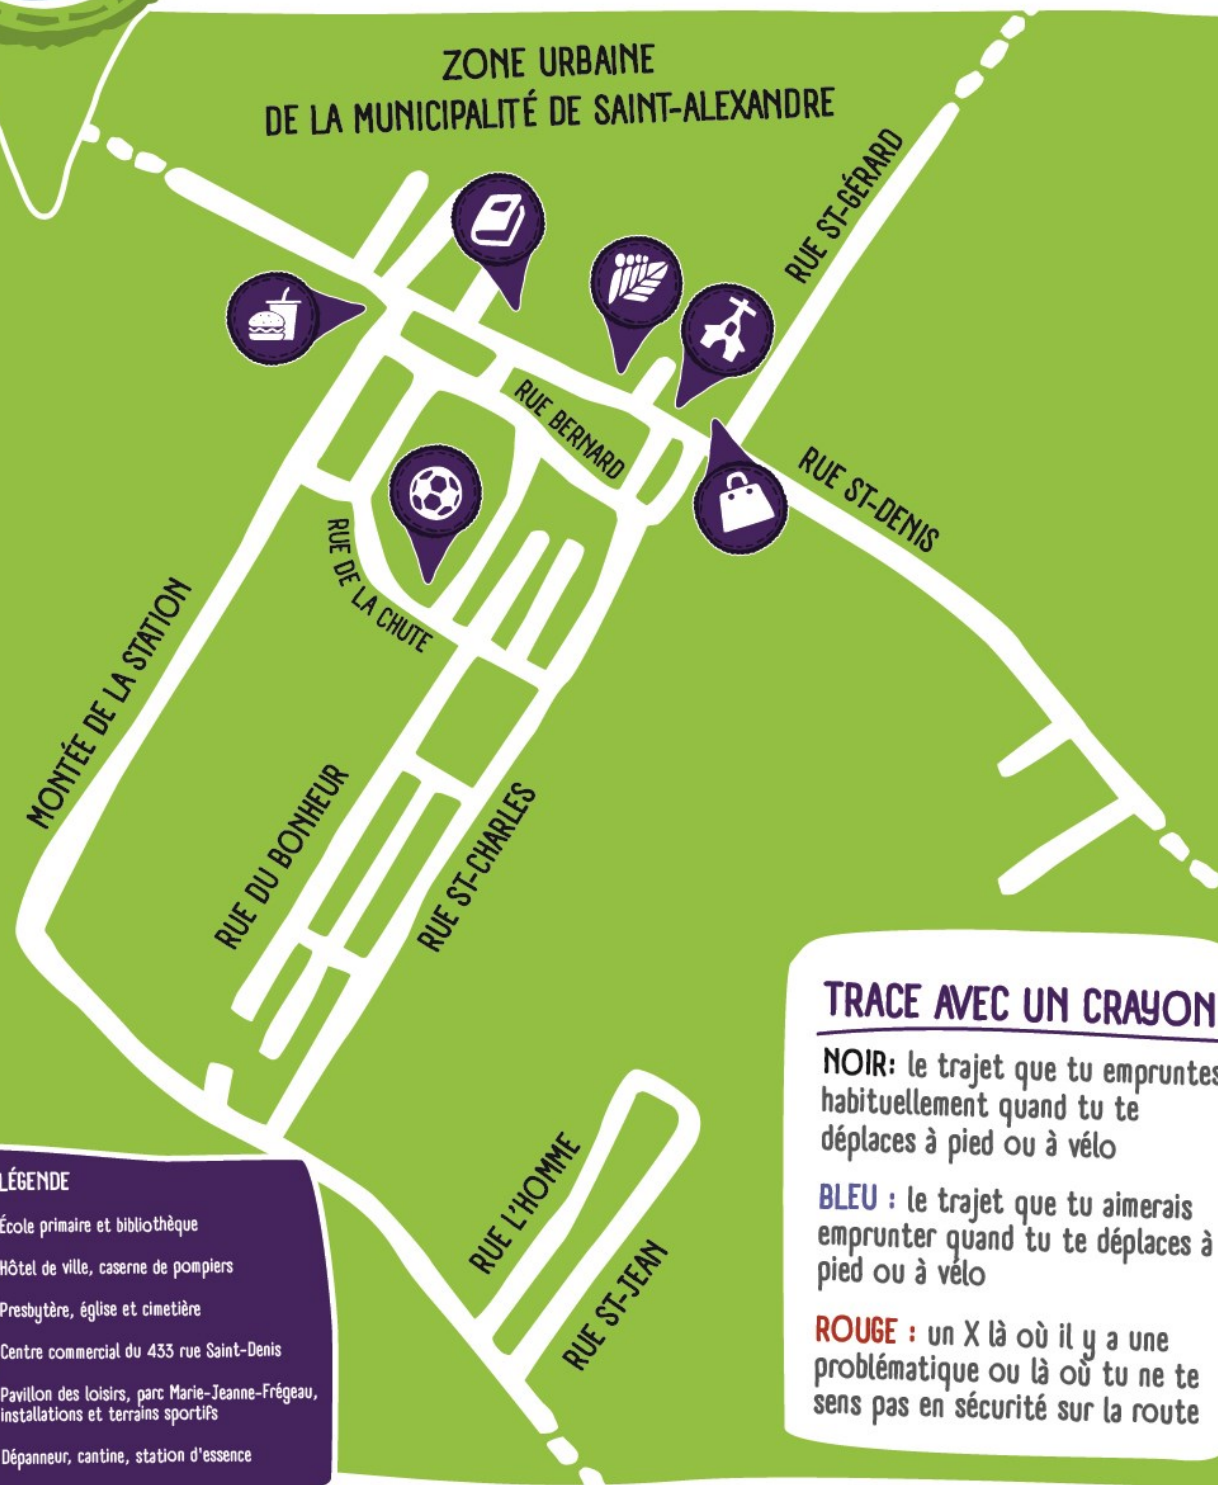 ZONE URBAINE
DE LA MUNICIPALITÉ DE SAINT-ALEXANDRE
RUE ST-GÉRARD
RUE BERNARD
RUE ST-DENIS
RUE DE LA CHUTE
MONTÉE DE LA STATION
RUE DU BONHEUR
RUE ST-CHARLES
RUE L'HOMME
RUE ST-JEAN
TRACE AVEC UN CRAYON
NOIR: le trajet que tu empruntes
habituellement quand tu te
déplaces à pied ou à vélo
BLEU : le trajet que tu aimerais
emprunter quand tu te déplaces à
pied ou à vélo
ROUGE : un X là où il y a une
problématique ou là où tu ne te
sens pas en sécurité sur la route
LÉGENDE
École primaire et bibliothèque
Hôtel de ville, caserne de pompiers
Presbytère, église et cimetière
Centre commercial du 433 rue Saint-Denis
Pavillon des loisirs, parc Marie-Jeanne-Frégeau,
installations et terrains sportifs
Dépanneur, cantine, station d'essence